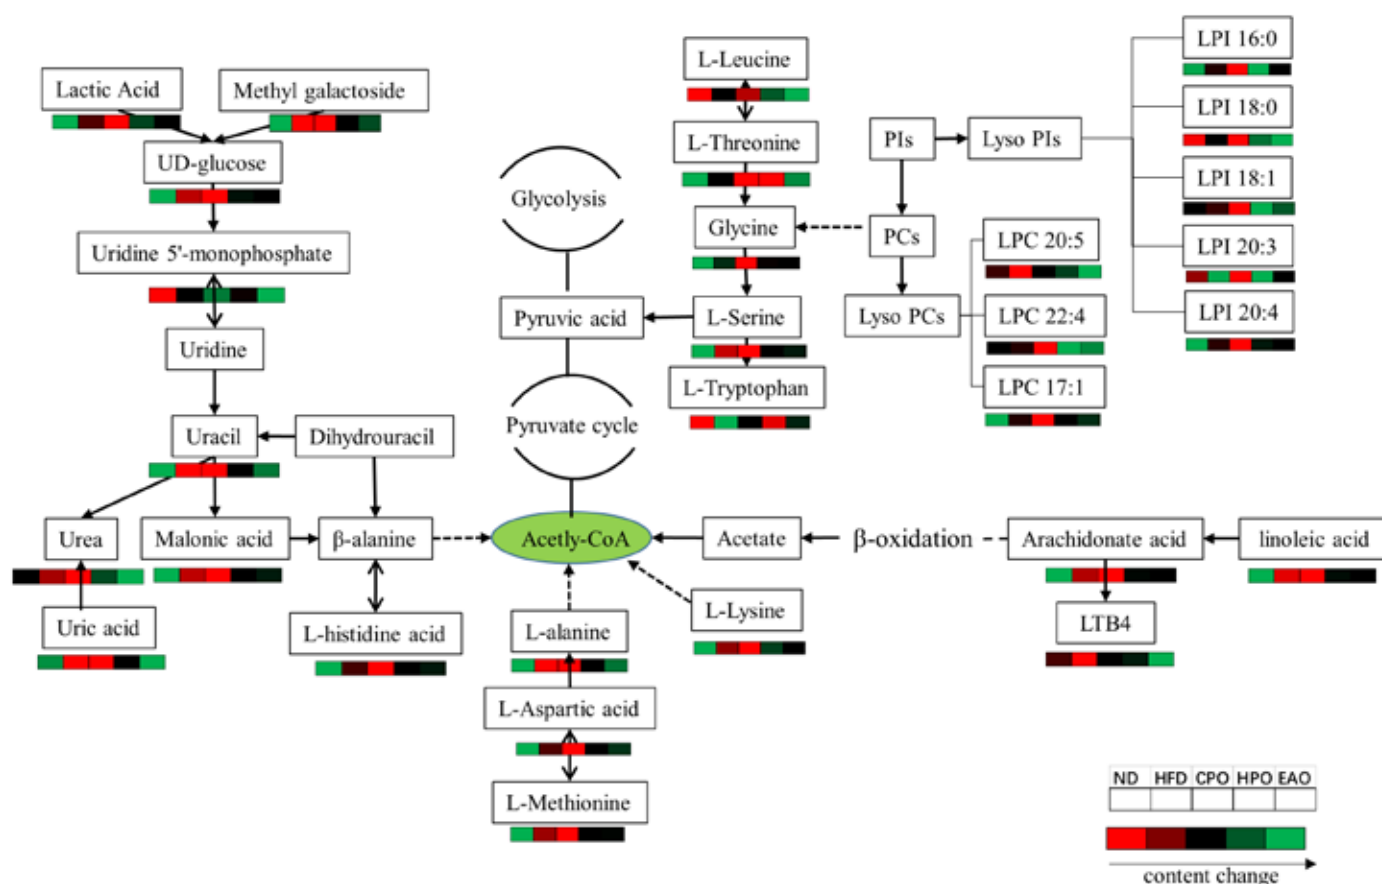 LPI 16:0
L-Leucine
Lactic Acid
Methyl galactoside
LPI 18:0
L-Threonine
PIs
Lyso PIs
UD-glucose
LPI 18:1
Glycolysis
Glycine
PCs
LPC 20:5
LPI 20:3
Uridine 5'-monophosphate
Pyruvic acid
L-Serine
Lyso PCs
LPC 22:4
LPI 20:4
Uridine
L-Tryptophan
LPC 17:1
Uracil
Dihydrouracil
Pyruvate cycle
Urea
Malonic acid
β-alanine
Acetly-CoA
Acetate
β-oxidation
Arachidonate acid
linoleic acid
Uric acid
L-histidine acid
L-alanine
L-Lysine
LTB4
L-Aspartic acid
L-Methionine
ND HFD CPO HPO EAO
content change